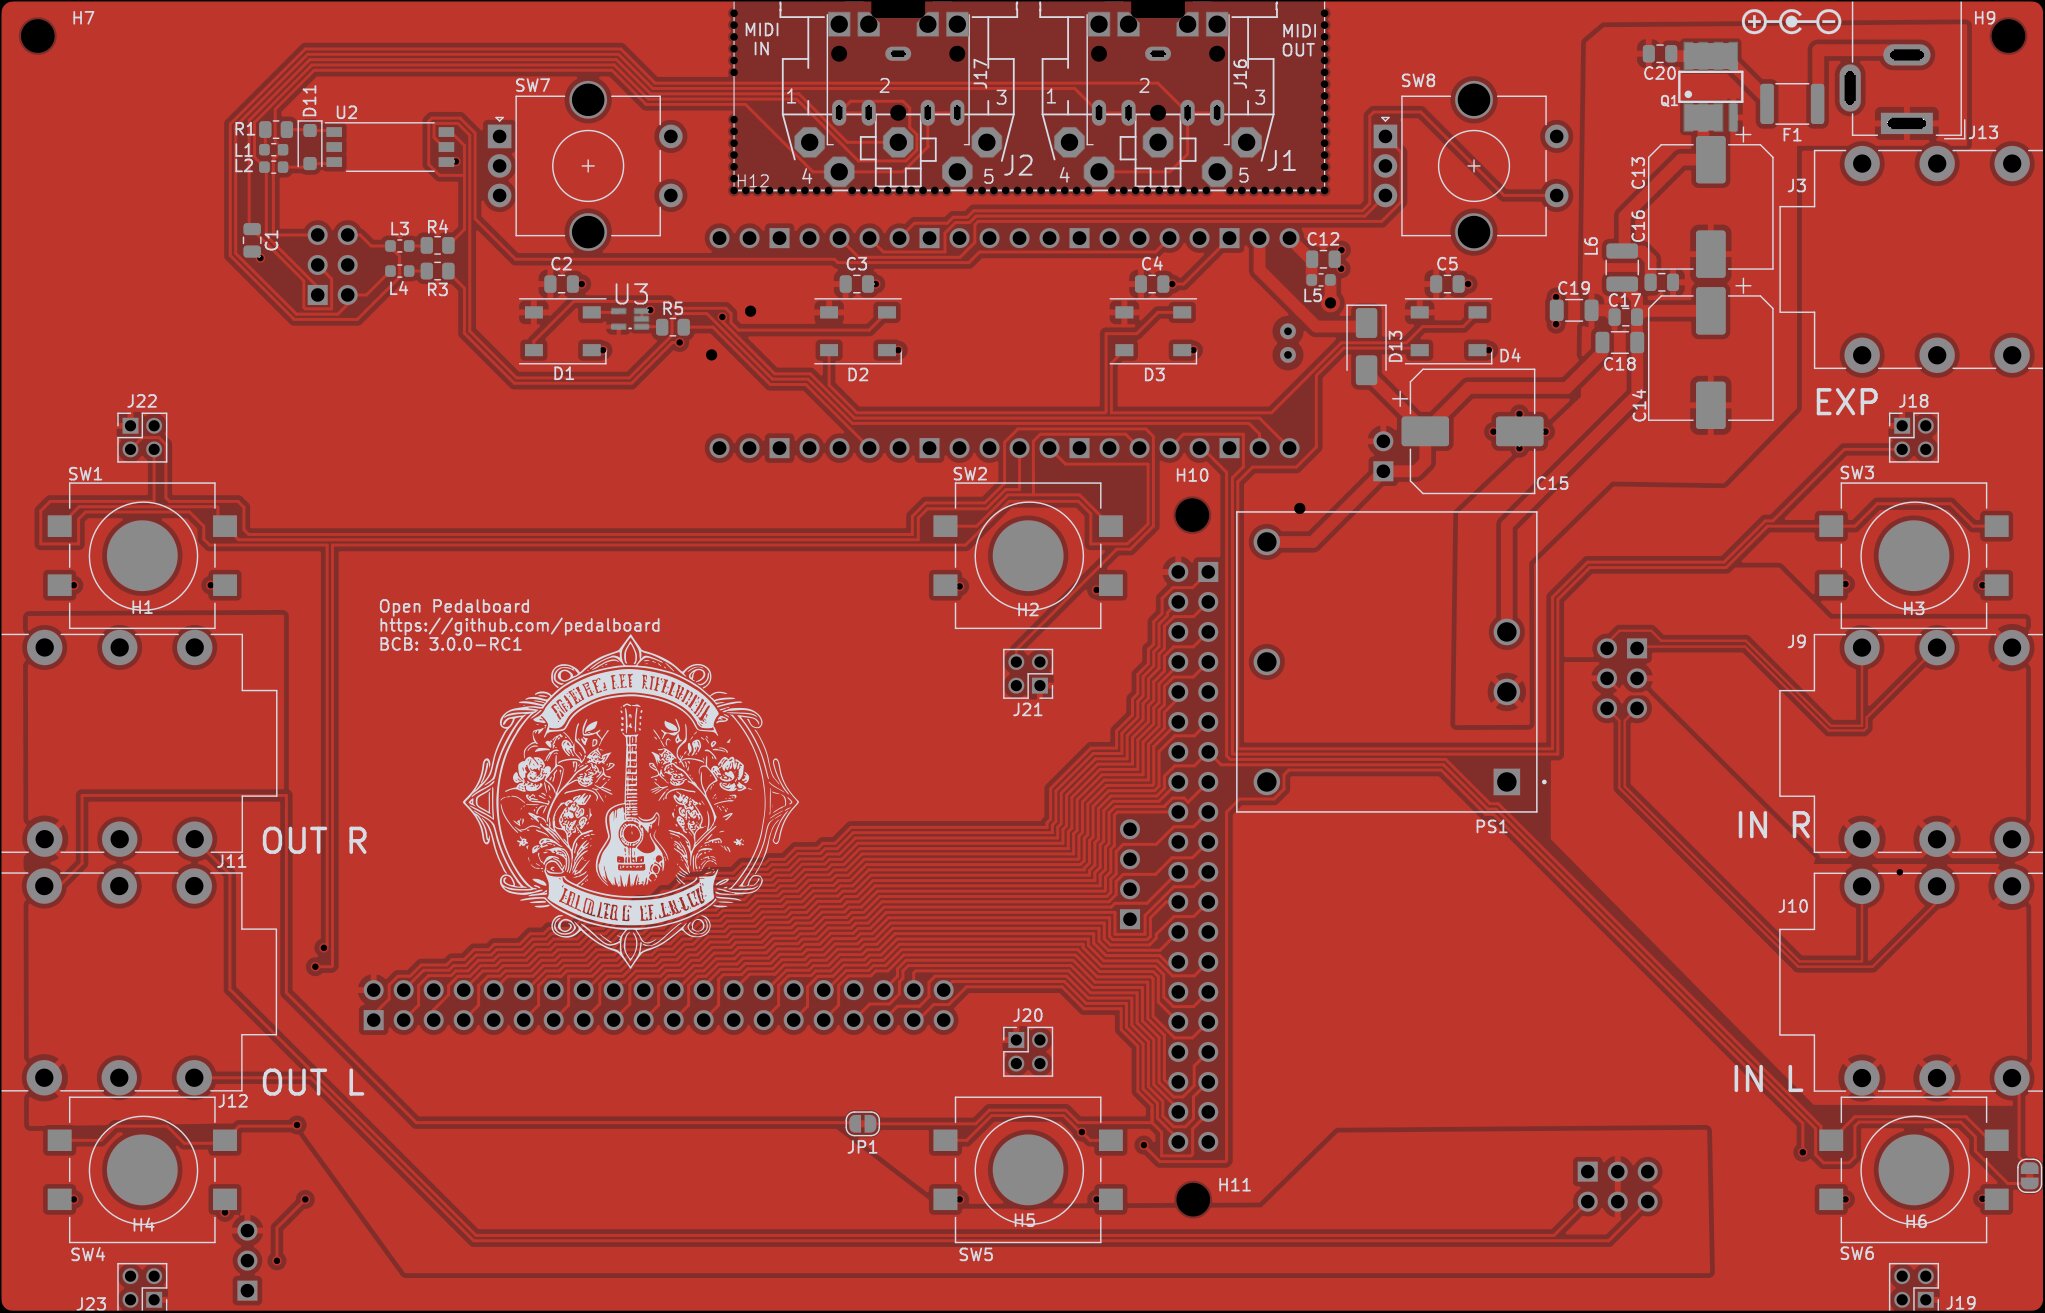 H7
MIDI
IN
J17
2
1
3
4
5
J2
H12
MIDI
OUT
J16
2
1
3
4
5
J1
H9
C20
Q1
F1
J13
SW7
SW8
D11
U2
R1
L1
L2
C1
L3
R4
L4
R3
C13
J3
C16
L6
C12
L5
C2
C3
C4
C5
U3
R5
C19
C17
C18
D13
D4
D1
D2
D3
C14
EXP
J22
J18
SW1
SW2
H10
C15
SW3
Open Pedalboard
https://github.com/pedalboard
BCB: 3.0.0-RC1
H1
H2
H3
J9
J21
OUT R
J11
PS1
IN R
J10
J20
OUT L
J12
IN L
JP1
H11
H4
H5
H6
SW4
SW5
SW6
J23
J19